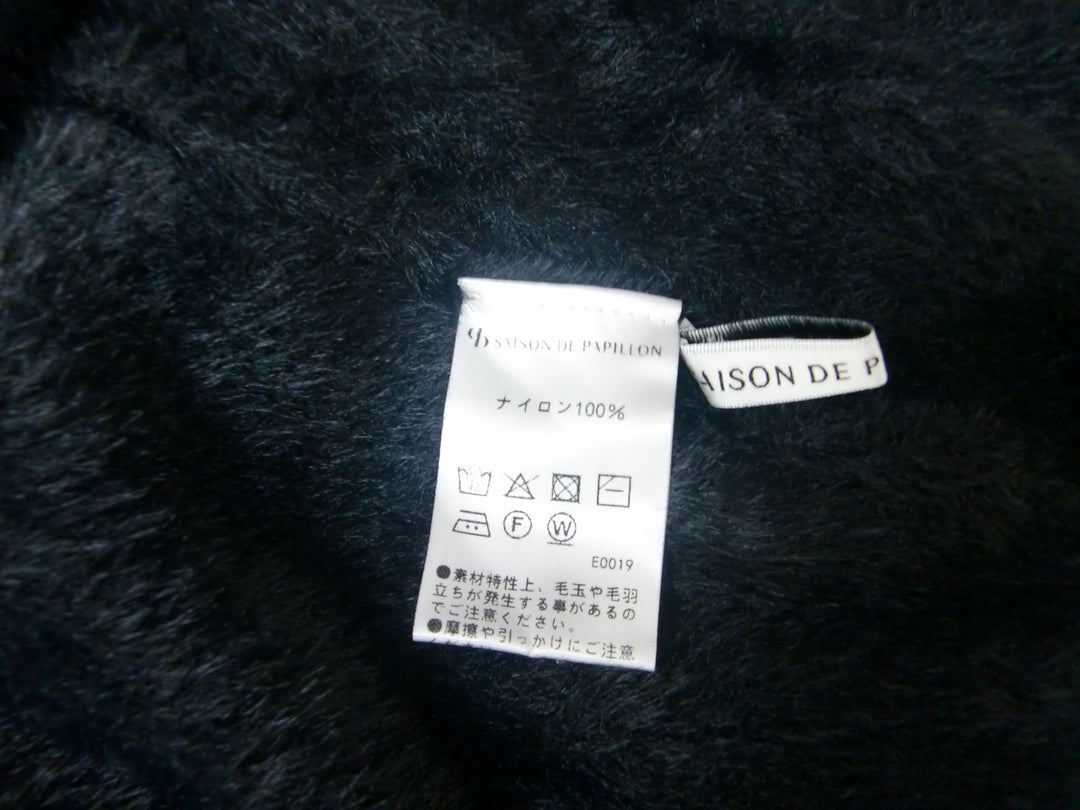 SAISON DE PAPILLON
AISON DE P
ナイロン100%
F W
E0019
●素材特性上、毛玉や毛羽
立ちが発生する事があるの
でご注意ください。
●摩擦や引っかけにご注意